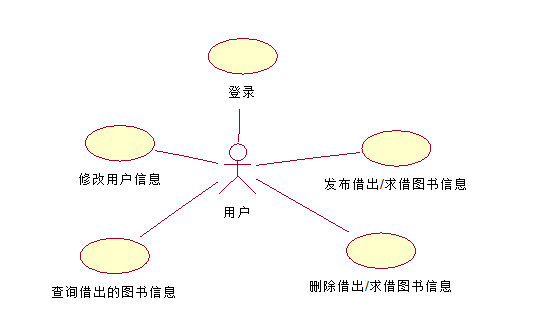 登录
修改用户信息
发布借出/求借图书信息
用户
查询借出的图书信息
删除借出/求借图书信息